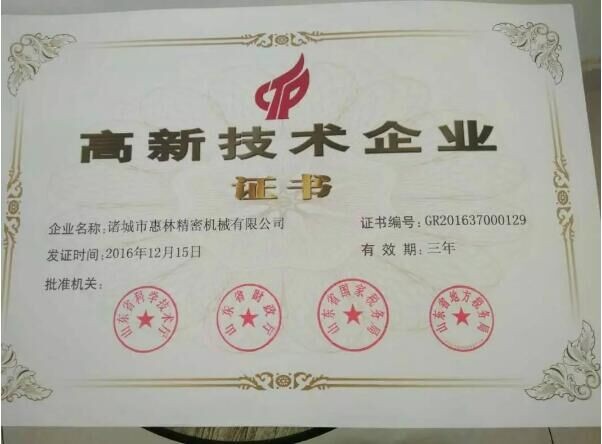 高新技术企业
证书
企业名称:诸城市惠林精密机械有限公司
证书编号:GR201637000129
发证时间:2016年12月15日
有效期:三年
批准机关:
山东省科学技术厅
山东省财政厅
山东省国家税务局
山东省地方税务局